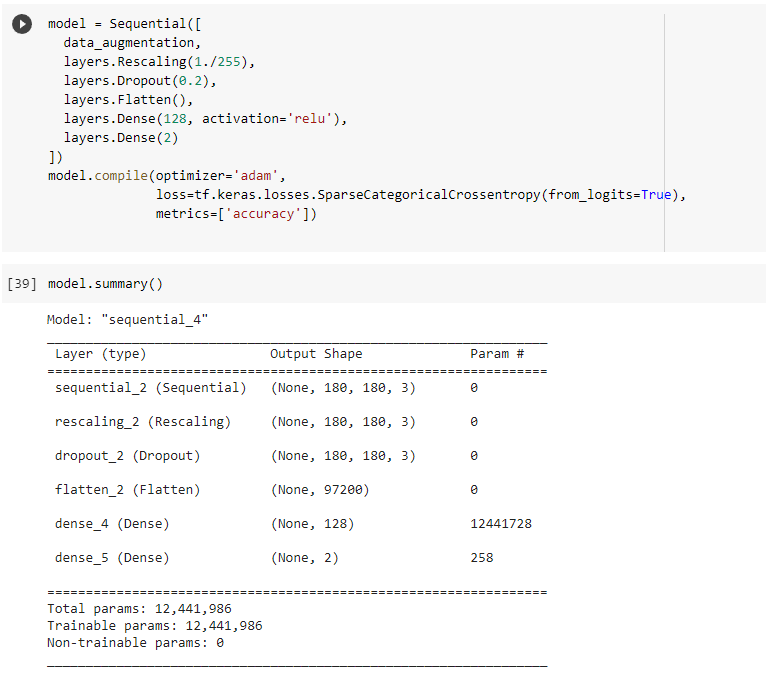 model = Sequential([
  data_augmentation,
  layers.Rescaling(1./255),
  layers.Dropout(0.2),
  layers.Flatten(),
  layers.Dense(128, activation='relu'),
  layers.Dense(2)
])
model.compile(optimizer='adam',
              loss=tf.keras.losses.SparseCategoricalCrossentropy(from_logits=True),
              metrics=['accuracy'])
[39] model.summary()
Model: "sequential_4"
_________________________________________________________________
Layer (type) Output Shape Param #
=================================================================
sequential_2 (Sequential) (None, 180, 180, 3) 0
rescaling_2 (Rescaling) (None, 180, 180, 3) 0
dropout_2 (Dropout) (None, 180, 180, 3) 0
flatten_2 (Flatten) (None, 97200) 0
dense_4 (Dense) (None, 128) 12441728
dense_5 (Dense) (None, 2) 258
=================================================================
Total params: 12,441,986
Trainable params: 12,441,986
Non-trainable params: 0
_________________________________________________________________